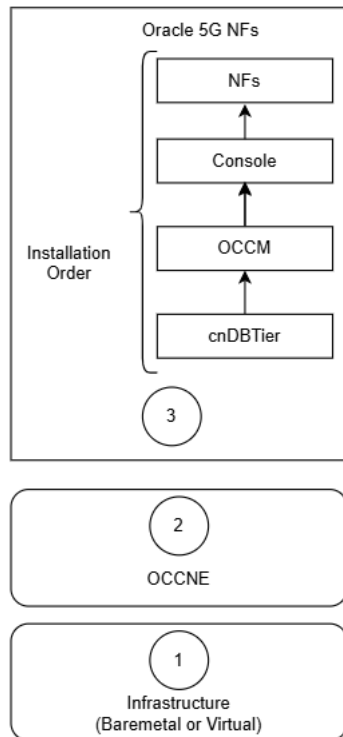 Oracle 5G NFs
NFs
Console
Installation
Order
OCCM
cnDBTier
3
2
OCCNE
1
Infrastructure
(Baremetal or Virtual)